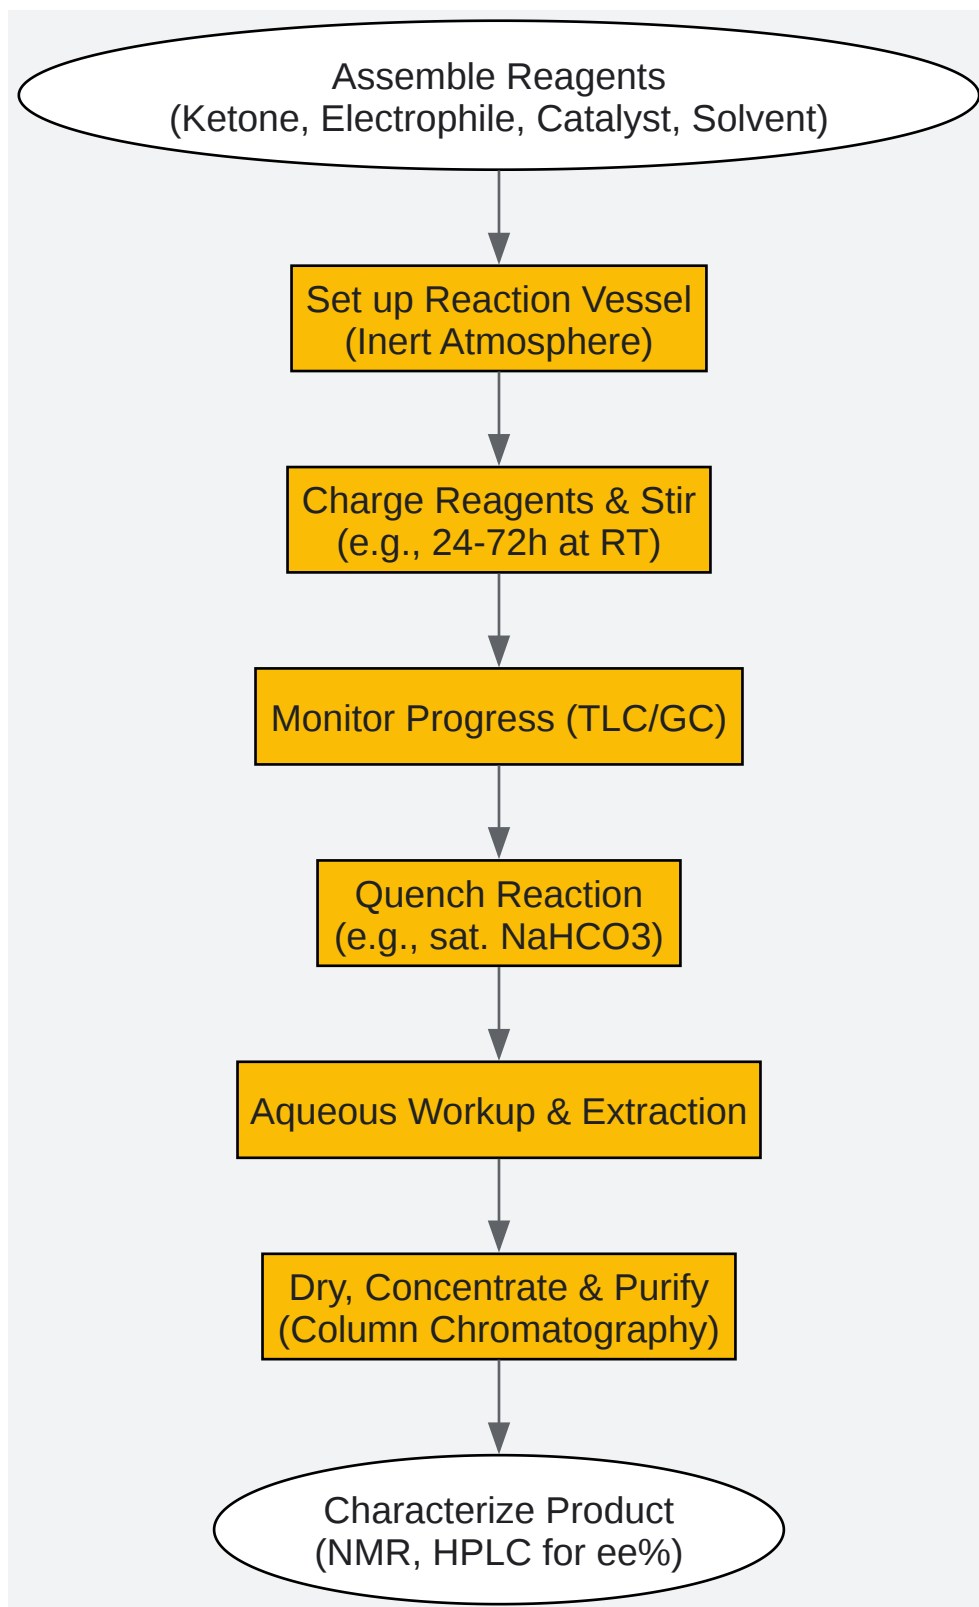 Assemble Reagents
(Ketone, Electrophile, Catalyst, Solvent)
Set up Reaction Vessel
(Inert Atmosphere)
Charge Reagents & Stir
(e.g., 24-72h at RT)
Monitor Progress (TLC/GC)
Quench Reaction
(e.g., sat. NaHCO3)
Aqueous Workup & Extraction
Dry, Concentrate & Purify
(Column Chromatography)
Characterize Product
(NMR, HPLC for ee%)